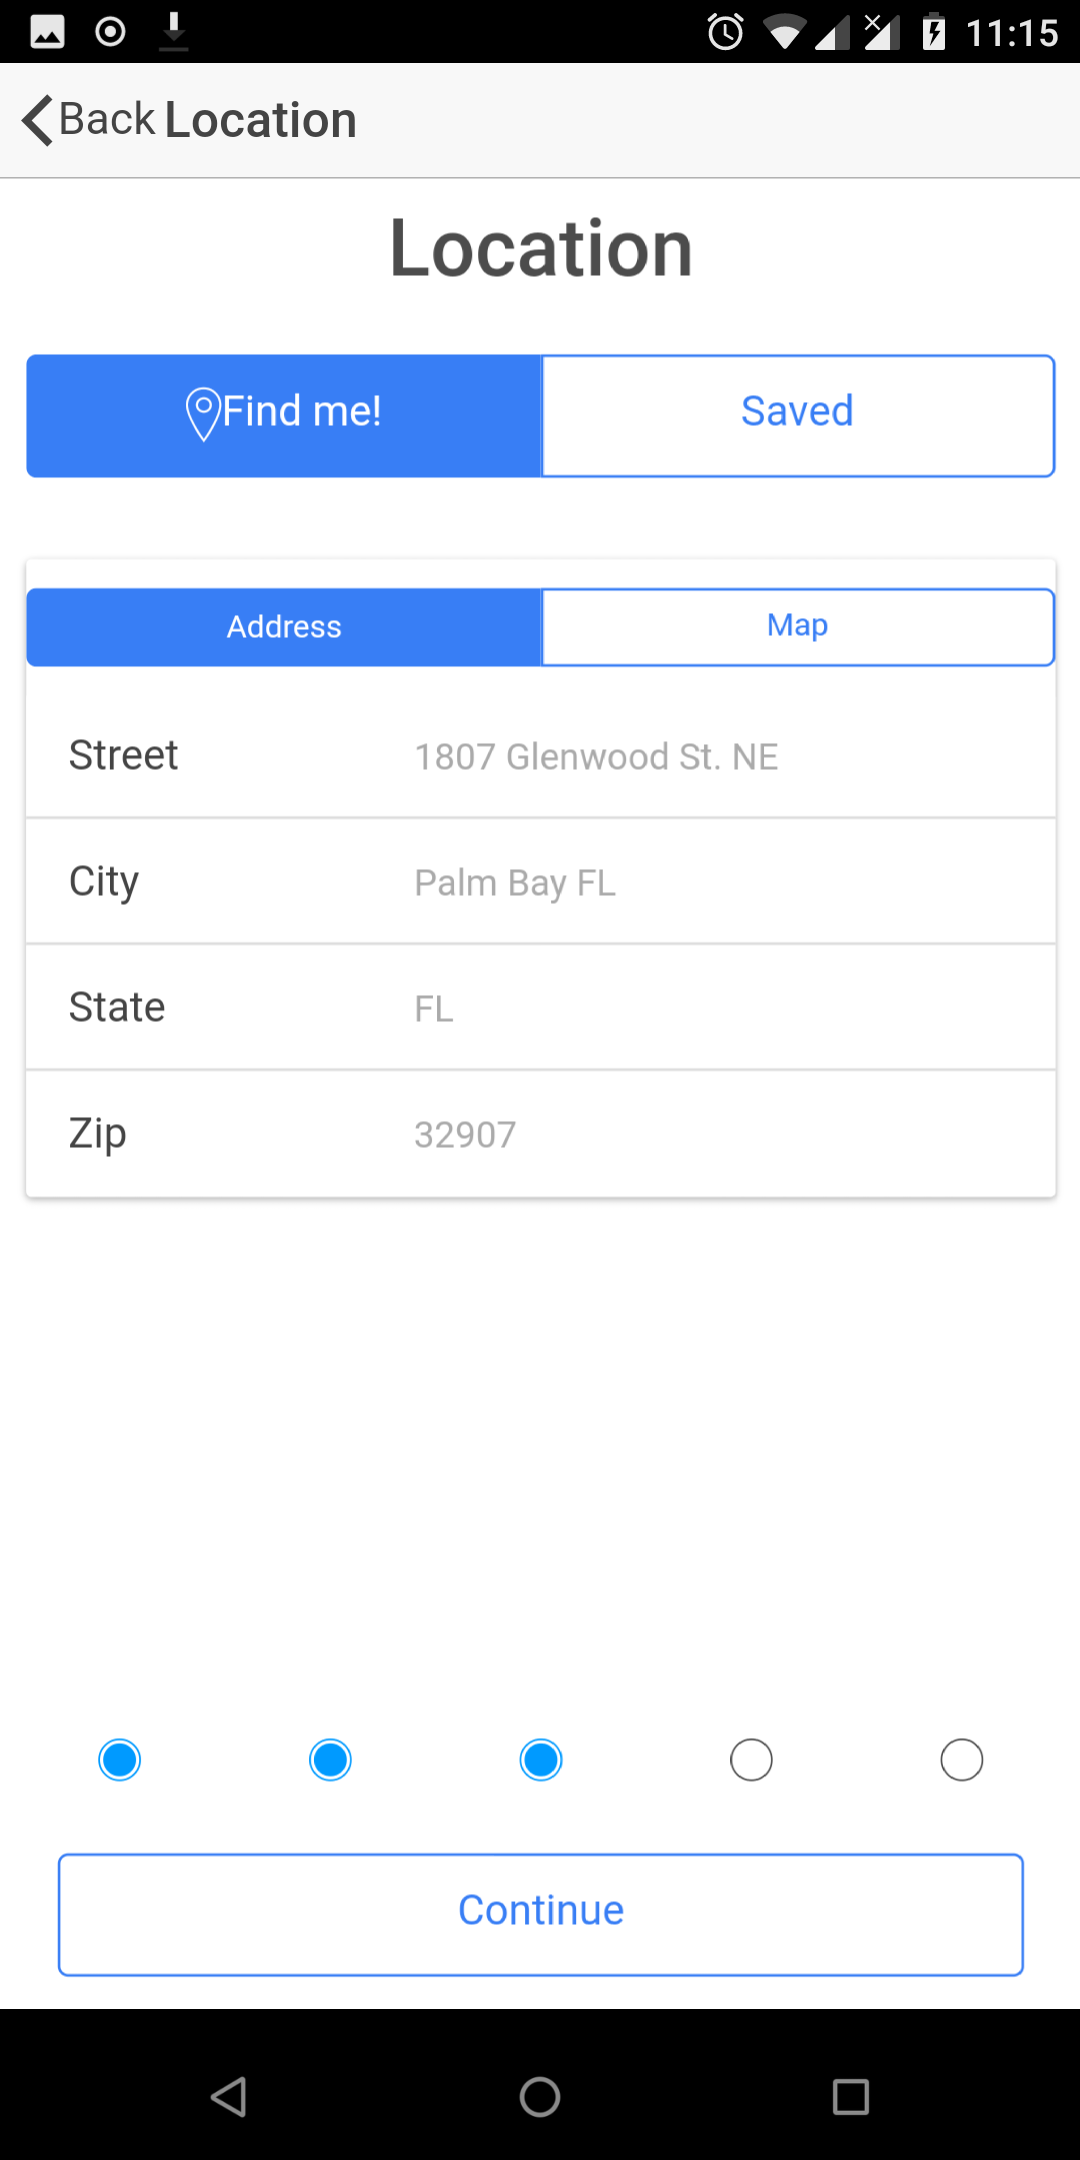 11:15
Back Location
Location
Find me!
Saved
Address
Map
Street 1807 Glenwood St. NE
City Palm Bay FL
State FL
Zip 32907
Continue